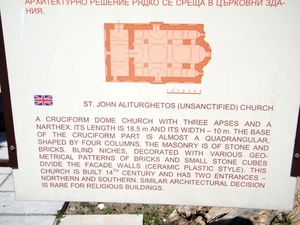 АРХИТЕКТУРНО РЕШЕНИЕ РЯДКО СЕ СРЕЩА В ЦЪРКОВНИ ЗДА-
НИЯ.
ST. JOHN ALITURGHETOS (UNSANCTIFIED) CHURCH
A CRUCIFORM DOME CHURCH WITH THREE APSES AND A
NARTHEX. ITS LENGTH IS 18.5 m AND ITS WIDTH – 10 m. THE BASE
OF THE CRUCIFORM PART IS ALMOST A QUADRANGULAR,
SHAPED BY FOUR COLUMNS. THE MASONRY IS OF STONE AND
BRICKS. BLIND NICHES, DECORATED WITH VARIOUS GEO-
METRICAL PATTERNS OF BRICKS AND SMALL STONE CUBES
DIVIDE THE FACADE WALLS (CERAMIC PLASTIC STYLE). THIS
CHURCH IS BUILT 14TH CENTURY AND HAS TWO ENTRANCES –
NORTHERN AND SOUTHERN. SIMILAR ARCHITECTURAL DECISION
IS RARE FOR RELIGIOUS BUILDINGS.